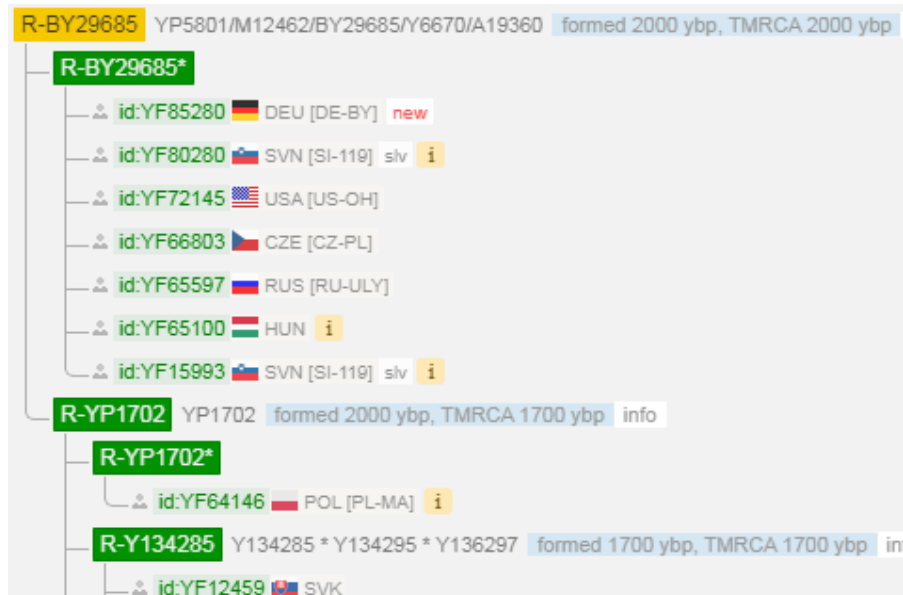 R-BY29685 YP5801/M12462/BY29685/Y6670/A19360 formed 2000 ybp, TMRCA 2000 ybp
R-BY29685*
id:YF85280 DEU [DE-BY] new
id:YF80280 SVN [SI-119] slv i
id:YF72145 USA [US-OH]
id:YF66803 CZE [CZ-PL]
id:YF65597 RUS [RU-ULY]
id:YF65100 HUN i
id:YF15993 SVN [SI-119] slv i
R-YP1702 YP1702 formed 2000 ybp, TMRCA 1700 ybp info
R-YP1702*
id:YF64146 POL [PL-MA] i
R-Y134285 Y134285 * Y134295 * Y136297 formed 1700 ybp, TMRCA 1700 ybp
id:YF12459 SVK